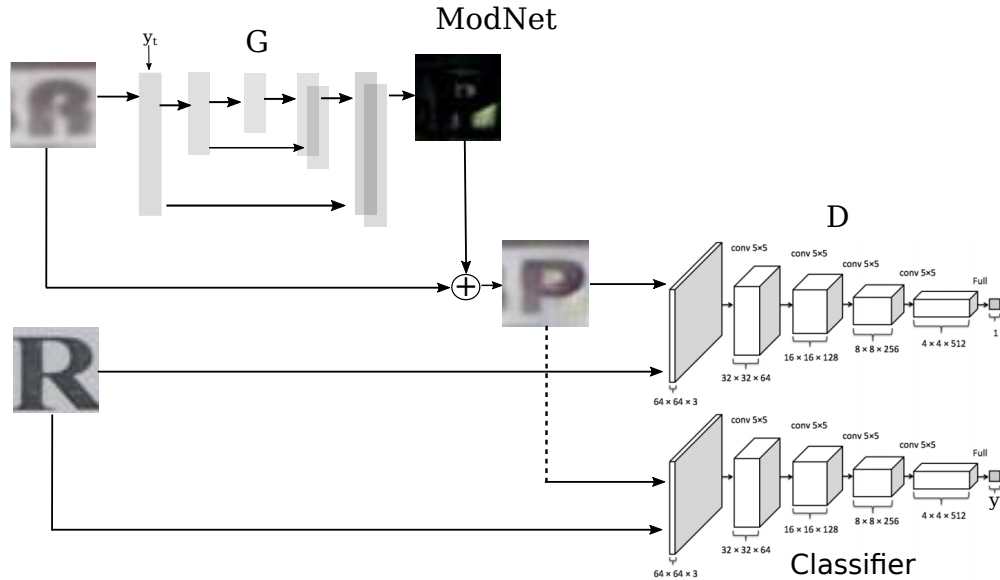 ModNet
G
yₜ
R
P
R
D
conv 5×5
conv 5×5
conv 5×5
conv 5×5
Full
64 × 64 × 3
32 × 32 × 64
16 × 16 × 128
8 × 8 × 256
4 × 4 × 512
1
conv 5×5
conv 5×5
conv 5×5
conv 5×5
Full
64 × 64 × 3
32 × 32 × 64
16 × 16 × 128
8 × 8 × 256
4 × 4 × 512
y
Classifier